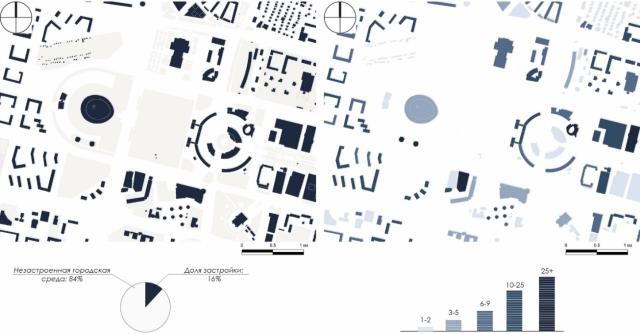 0 0.5 1 км
0 0.5 1 км
Незастроенная городская
среда: 84%
Доля застройки:
16%
1-2
3-5
6-9
10-25
25+